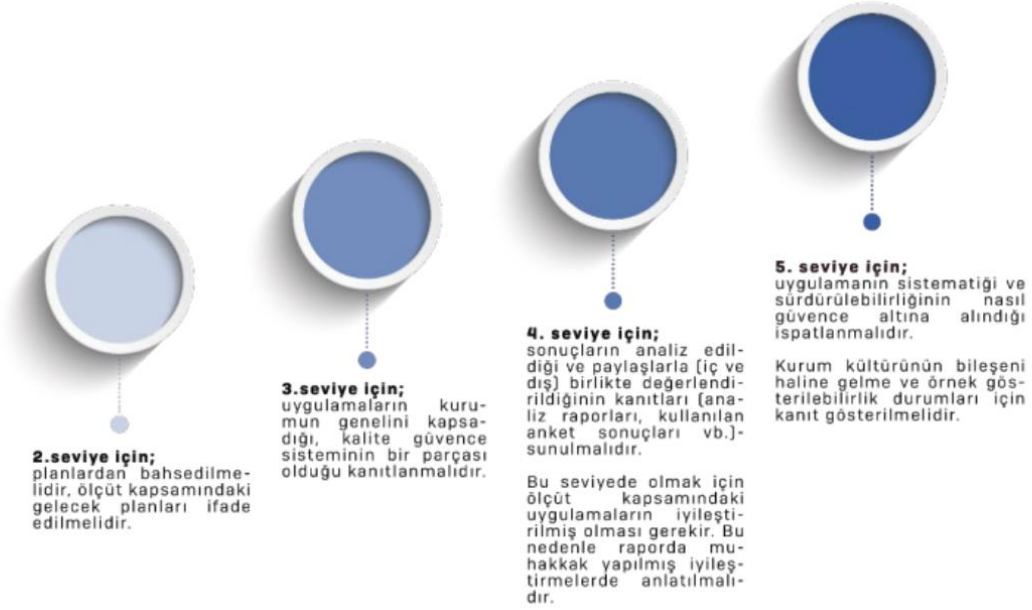 2.seviye için;
planlardan bahsedilme-
lidir, ölçüt kapsamındaki
gelecek planları ifade
edilmelidir.
3.seviye için;
uygulamaların kuru-
mun genelini kapsa-
dığı, kalite güvence
sisteminin bir parçası
olduğu kanıtlanmalıdır.
4. seviye için;
sonuçların analiz edil-
diği ve paylaşlarla (iç ve
dış) birlikte değerlendi-
rildiğinin kanıtları (ana-
liz raporları, kullanılan
anket sonuçları vb.)-
sunulmalıdır.
Bu seviyede olmak için
ölçüt kapsamındaki
uygulamaların iyileşti-
rilmiş olması gerekir. Bu
nedenle raporda mu-
hakkak yapılmış iyileş-
tirmelerde anlatılmalı-
dır.
5. seviye için;
uygulamanın sistematiği ve
sürdürülebilirliğinin nasıl
güvence altına alındığı
ispatlanmalıdır.
Kurum kültürünün bileşeni
haline gelme ve örnek gös-
terilebilirlik durumları için
kanıt gösterilmelidir.